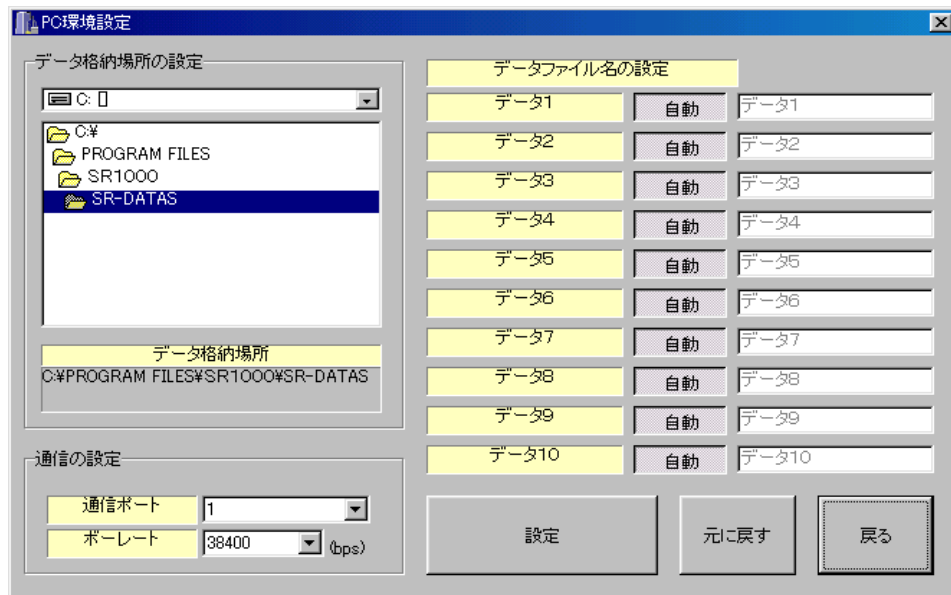 PC環境設定
データ格納場所の設定
C: []
C:¥
PROGRAM FILES
SR1000
SR-DATAS
データ格納場所
C:¥PROGRAM FILES¥SR1000¥SR-DATAS
通信の設定
通信ポート 1
ボーレート 38400 (bps)
データファイル名の設定
データ1 自動 データ1
データ2 自動 データ2
データ3 自動 データ3
データ4 自動 データ4
データ5 自動 データ5
データ6 自動 データ6
データ7 自動 データ7
データ8 自動 データ8
データ9 自動 データ9
データ10 自動 データ10
設定 元に戻す 戻る